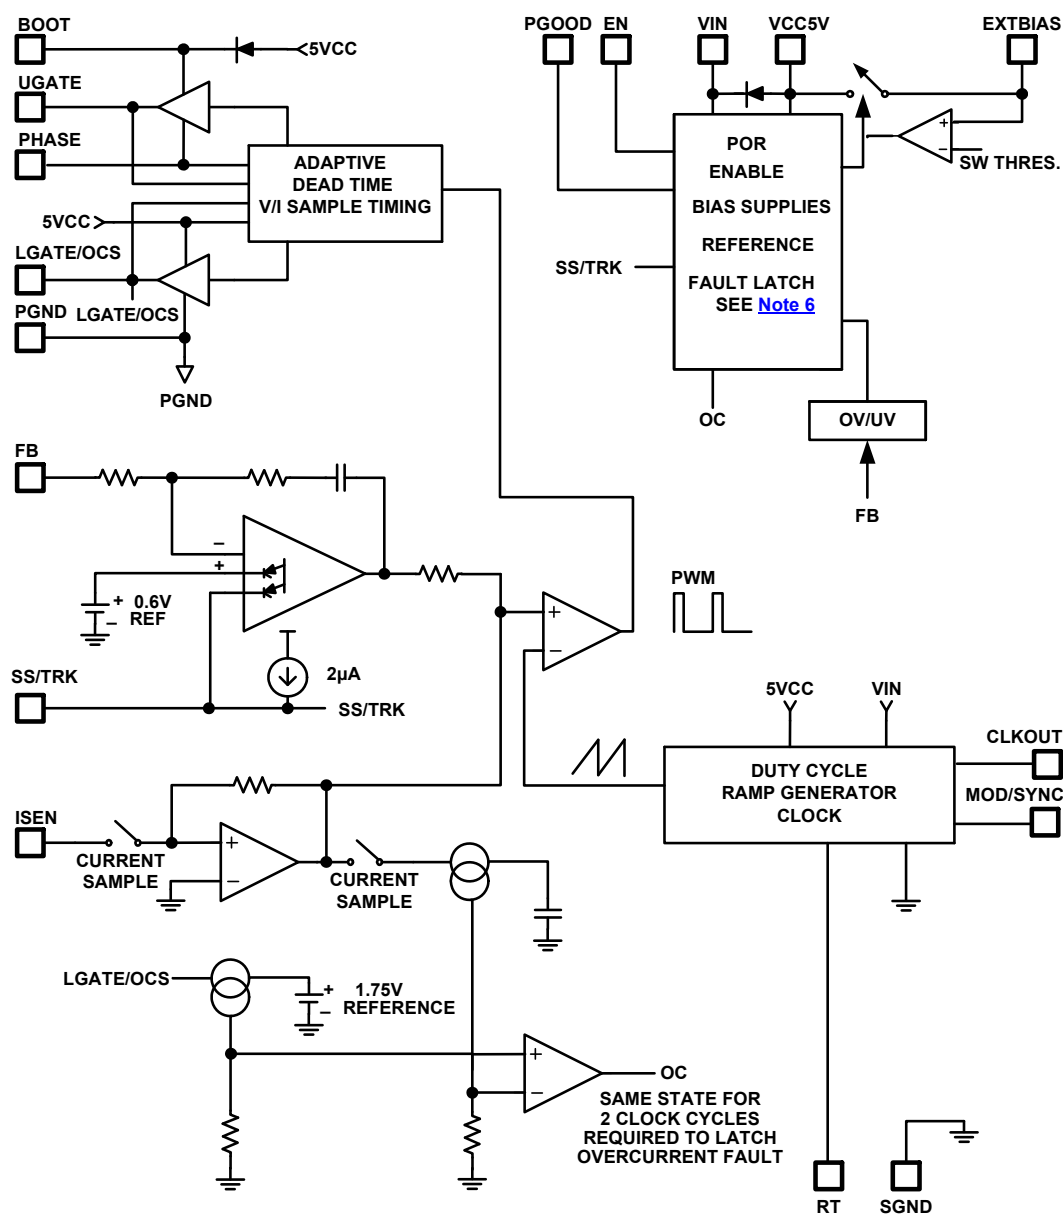 BOOT
5VCC
UGATE
PHASE
ADAPTIVE
DEAD TIME
V/I SAMPLE TIMING
5VCC
LGATE/OCS
LGATE/OCS
PGND
PGND
PGOOD
EN
VIN
VCC5V
EXTBIAS
+
−
SW THRES.
POR
ENABLE
BIAS SUPPLIES
REFERENCE
FAULT LATCH
SEE Note 6
SS/TRK
OC
OV/UV
FB
FB
−
+
+ 0.6V
− REF
2µA
SS/TRK
SS/TRK
+
−
PWM
5VCC
VIN
DUTY CYCLE
RAMP GENERATOR
CLOCK
CLKOUT
MOD/SYNC
ISEN
CURRENT
SAMPLE
+
−
CURRENT
SAMPLE
LGATE/OCS
+ 1.75V
− REFERENCE
+
−
OC
SAME STATE FOR
2 CLOCK CYCLES
REQUIRED TO LATCH
OVERCURRENT FAULT
RT
SGND